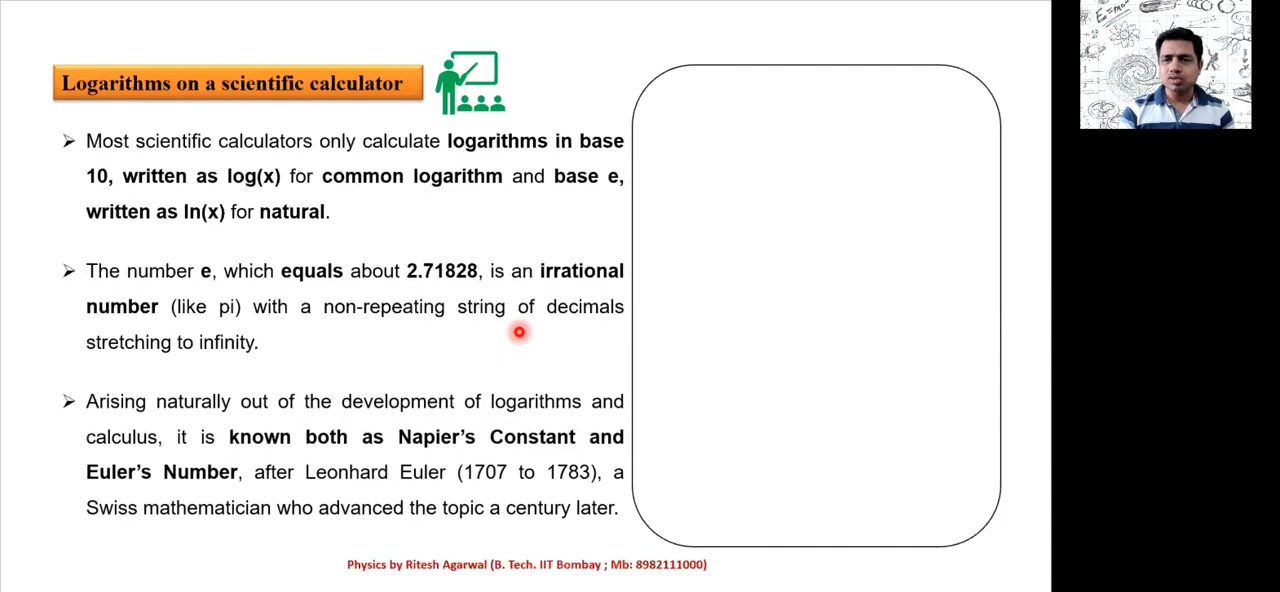 Logarithms on a scientific calculator
➢ Most scientific calculators only calculate logarithms in base
10, written as log(x) for common logarithm and base e,
written as ln(x) for natural.
➢ The number e, which equals about 2.71828, is an irrational
number (like pi) with a non-repeating string of decimals
stretching to infinity.
➢ Arising naturally out of the development of logarithms and
calculus, it is known both as Napier’s Constant and
Euler’s Number, after Leonhard Euler (1707 to 1783), a
Swiss mathematician who advanced the topic a century later.
Physics by Ritesh Agarwal (B. Tech. IIT Bombay ; Mb: 8982111000)